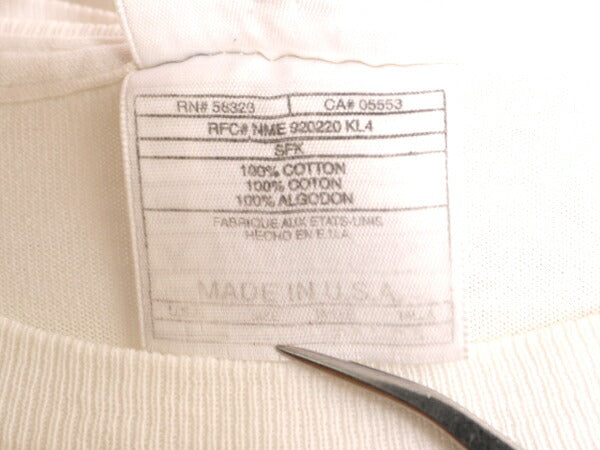 RN# 58323 CA# 05553
RFC# NME 920220 KL4
SFK
100% COTTON
100% COTON
100% ALGODON
FABRIQUE AUX ETATS-UNIS
HECHO EN E.U.A.
MADE IN U.S.A.